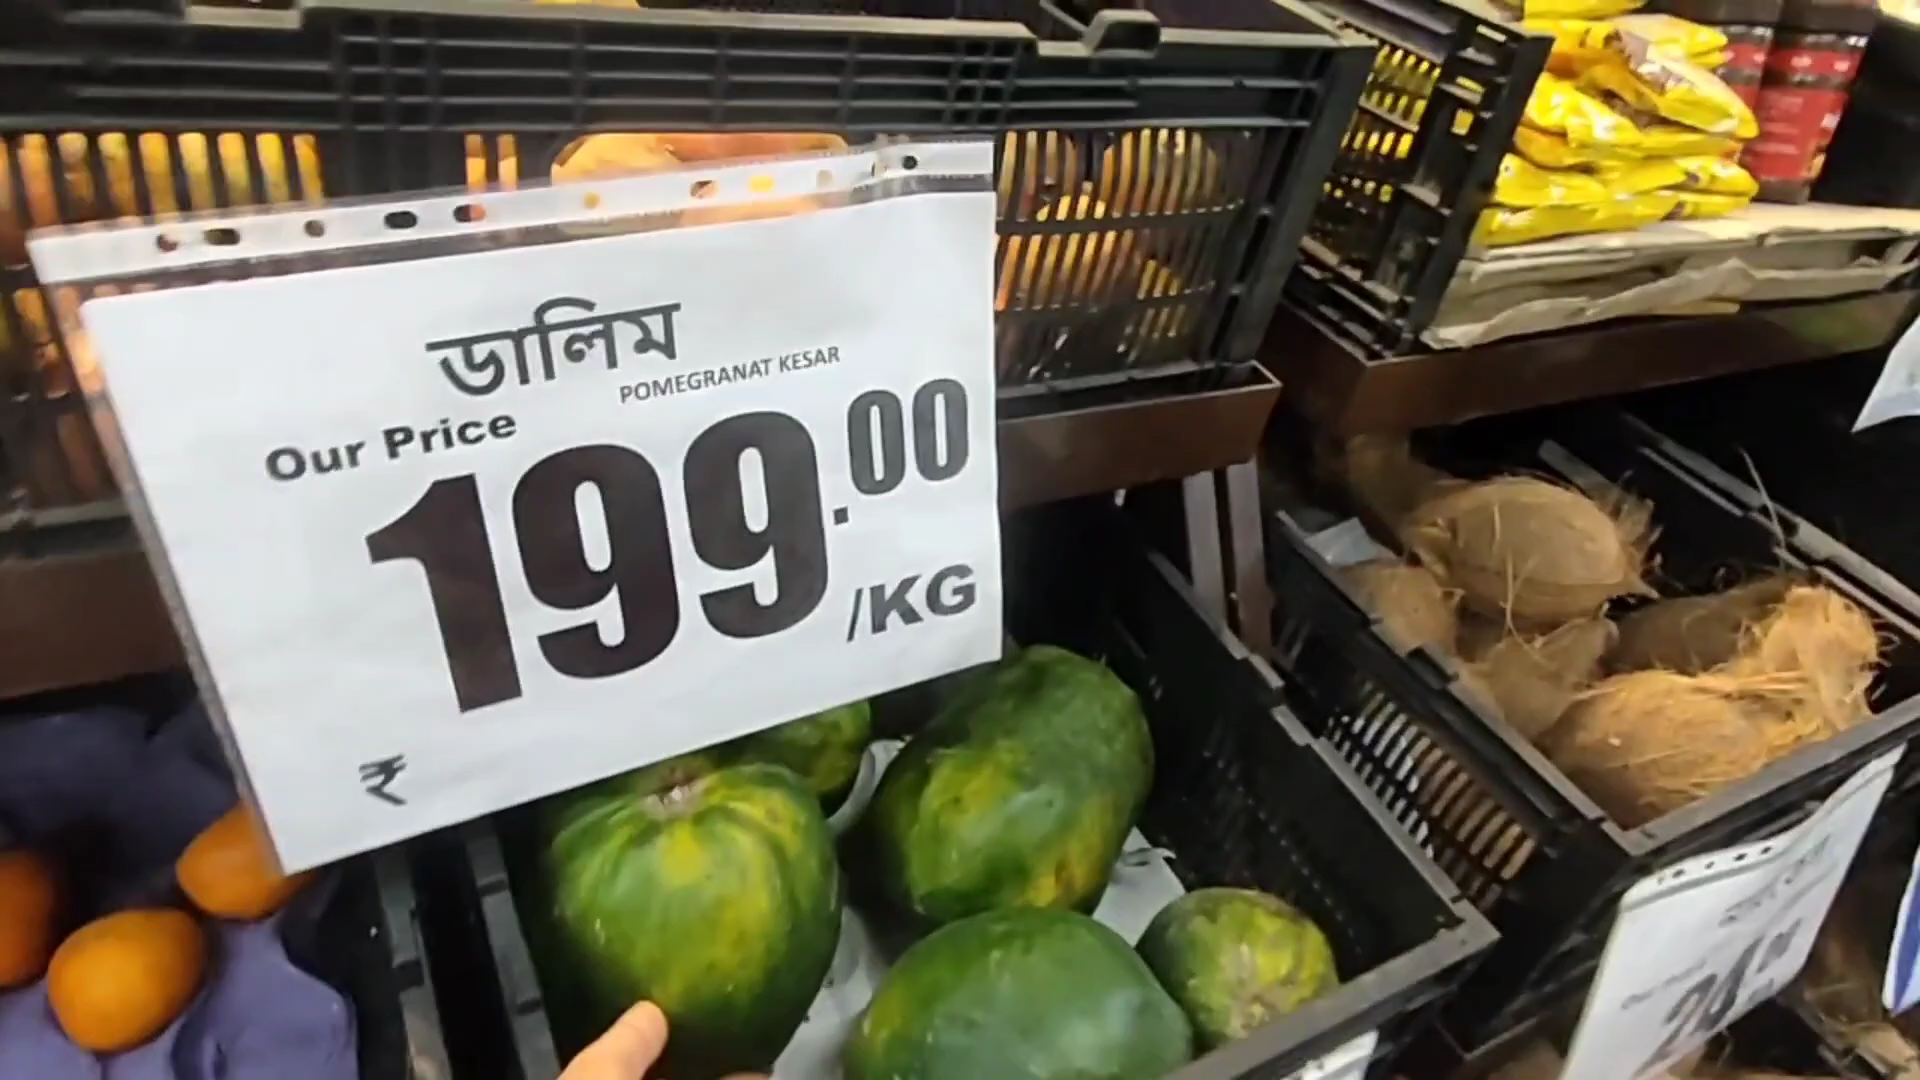 ডালিম
POMEGRANAT KESAR
Our Price
199.00
/KG
₹